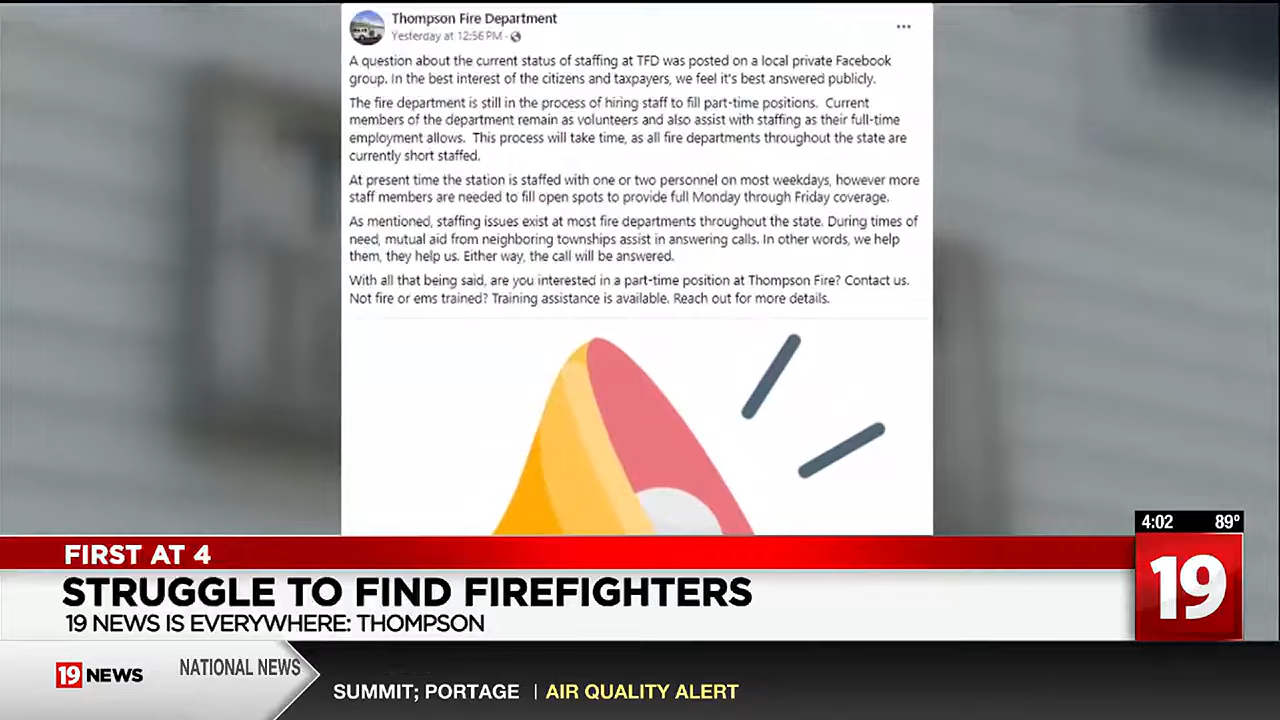 Thompson Fire Department
Yesterday at 12:56 PM ·
A question about the current status of staffing at TFD was posted on a local private Facebook
group. In the best interest of the citizens and taxpayers, we feel it's best answered publicly.
The fire department is still in the process of hiring staff to fill part-time positions. Current
members of the department remain as volunteers and also assist with staffing as their full-time
employment allows. This process will take time, as all fire departments throughout the state are
currently short staffed.
At present time the station is staffed with one or two personnel on most weekdays, however more
staff members are needed to fill open spots to provide full Monday through Friday coverage.
As mentioned, staffing issues exist at most fire departments throughout the state. During times of
need, mutual aid from neighboring townships assist in answering calls. In other words, we help
them, they help us. Either way, the call will be answered.
With all that being said, are you interested in a part-time position at Thompson Fire? Contact us.
Not fire or ems trained? Training assistance is available. Reach out for more details.
4:02 89°
FIRST AT 4
19
STRUGGLE TO FIND FIREFIGHTERS
19 NEWS IS EVERYWHERE: THOMPSON
19 NEWS NATIONAL NEWS
SUMMIT; PORTAGE | AIR QUALITY ALERT